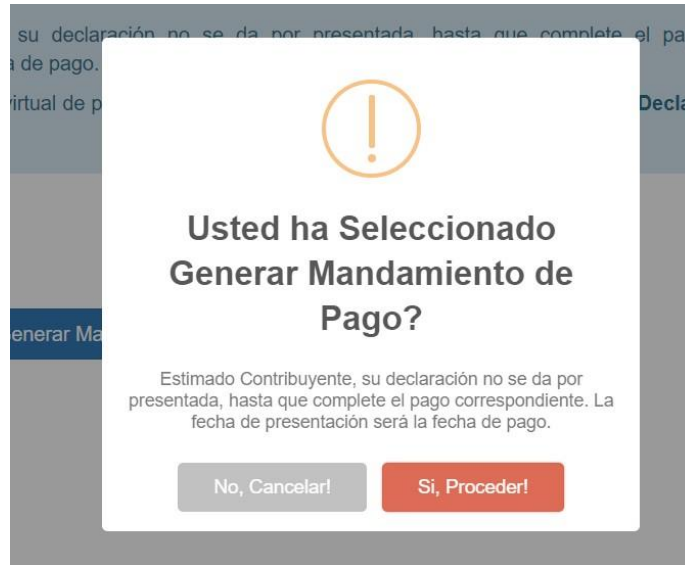 su declaración no se da por presentada, hasta que complete el pa
a de pago.
virtual de p
Decla
Usted ha Seleccionado
Generar Mandamiento de
Pago?
enerar Ma
Estimado Contribuyente, su declaración no se da por
presentada, hasta que complete el pago correspondiente. La
fecha de presentación será la fecha de pago.
No, Cancelar! Si, Proceder!